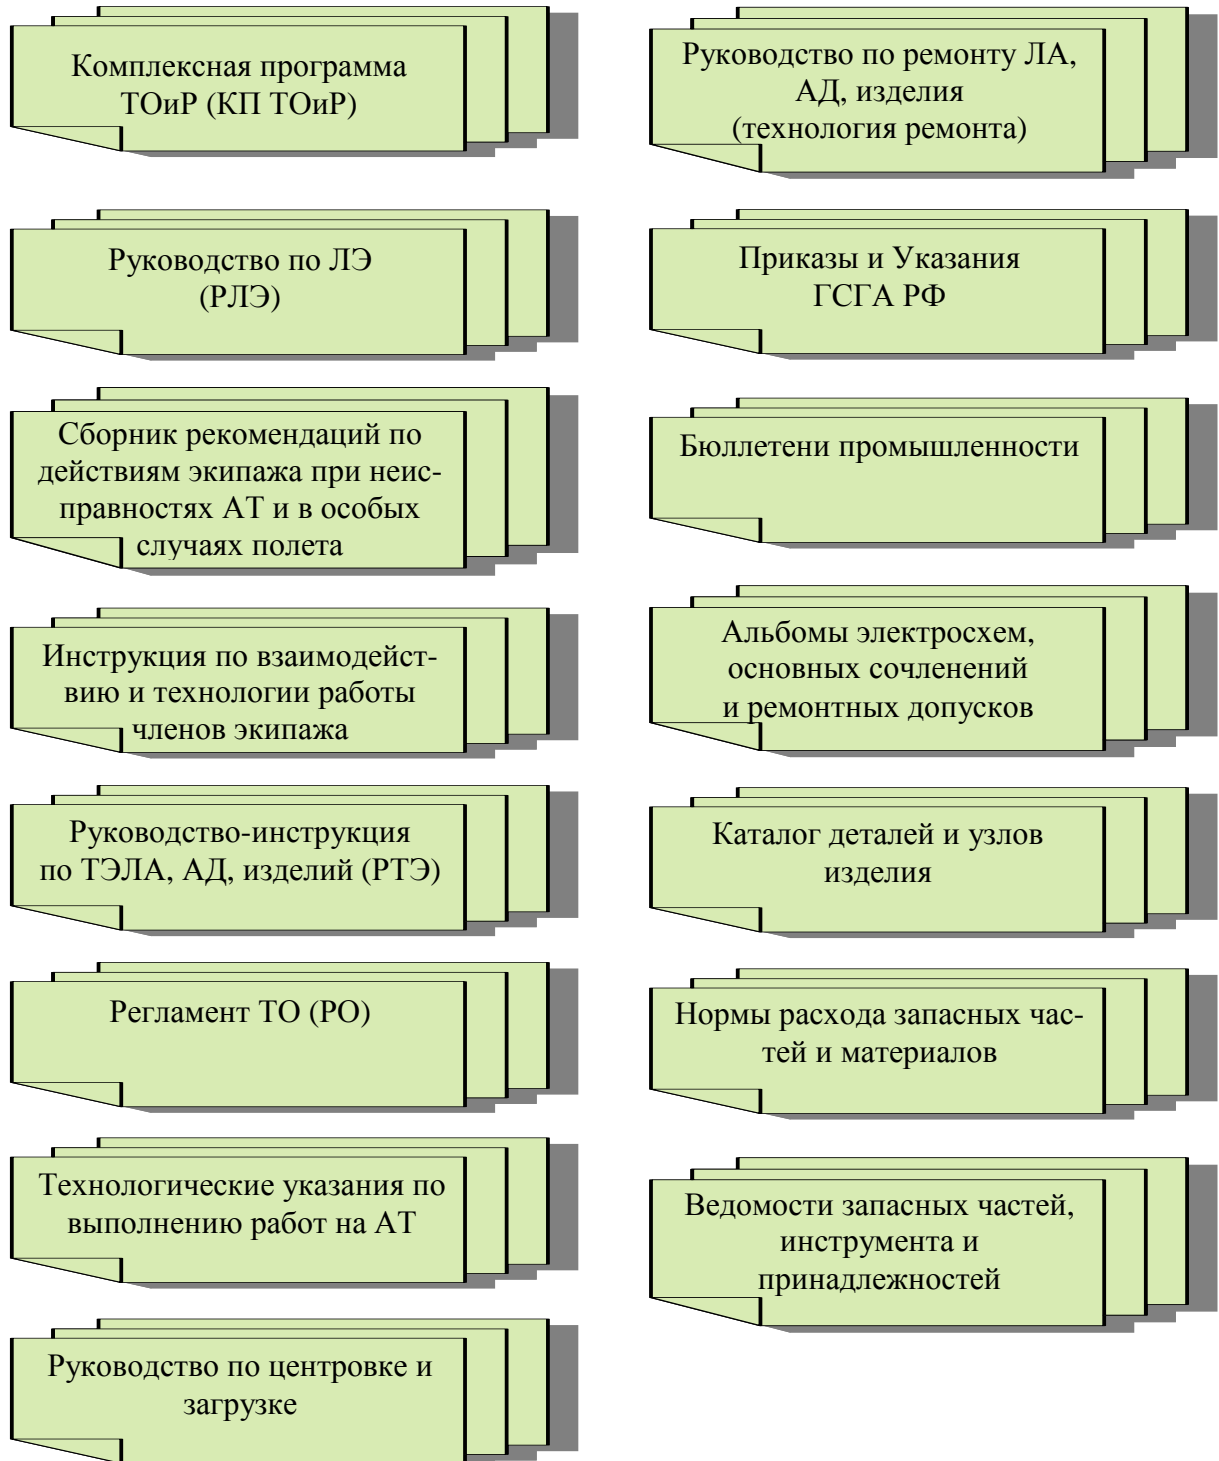 Комплексная программа
ТОиР (КП ТОиР)
Руководство по ЛЭ
(РЛЭ)
Сборник рекомендаций по
действиям экипажа при неис-
правностях АТ и в особых
случаях полета
Инструкция по взаимодейст-
вию и технологии работы
членов экипажа
Руководство-инструкция
по ТЭЛА, АД, изделий (РТЭ)
Регламент ТО (РО)
Технологические указания по
выполнению работ на АТ
Руководство по центровке и
загрузке
Руководство по ремонту ЛА,
АД, изделия
(технология ремонта)
Приказы и Указания
ГСГА РФ
Бюллетени промышленности
Альбомы электросхем,
основных сочленений
и ремонтных допусков
Каталог деталей и узлов
изделия
Нормы расхода запасных час-
тей и материалов
Ведомости запасных частей,
инструмента и
принадлежностей